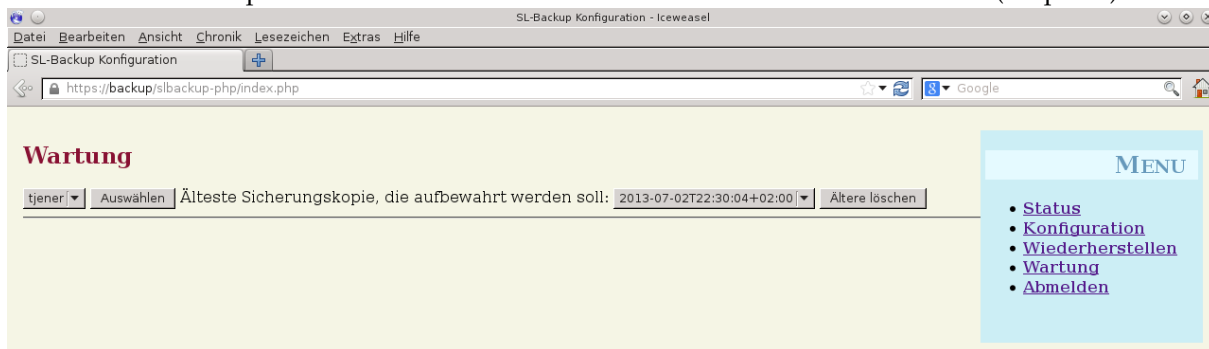 SL-Backup Konfiguration - Iceweasel
Datei Bearbeiten Ansicht Chronik Lesezeichen Extras Hilfe
SL-Backup Konfiguration
https://backup/slbackup-php/index.php
Google
Wartung
tjener Auswählen Älteste Sicherungskopie, die aufbewahrt werden soll: 2013-07-02T22:30:04+02:00 Ältere löschen
MENU
Status
Konfiguration
Wiederherstellen
Wartung
Abmelden